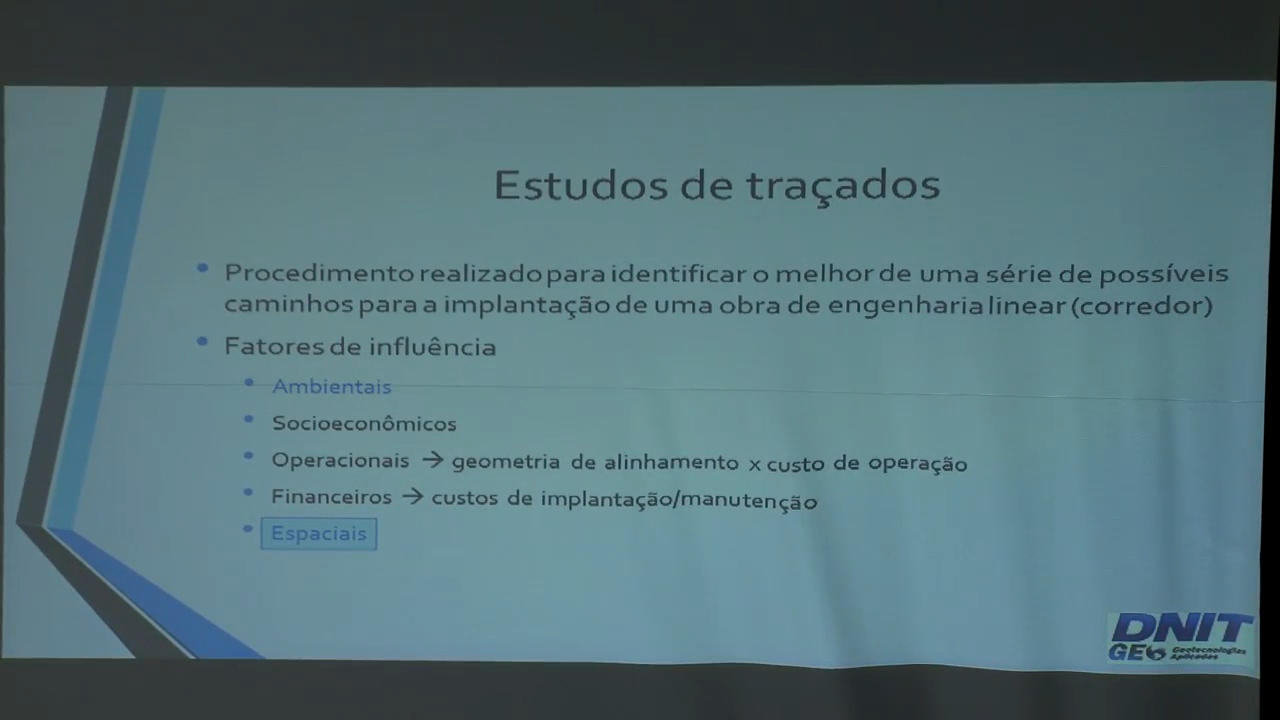 Estudos de traçados
Procedimento realizado para identificar o melhor de uma série de possíveis
caminhos para a implantação de uma obra de engenharia linear (corredor)
Fatores de influência
Ambientais
Socioeconômicos
Operacionais → geometria de alinhamento x custo de operação
Financeiros → custos de implantação/manutenção
Espaciais
DNIT
GEO Geotecnologias
Aplicadas